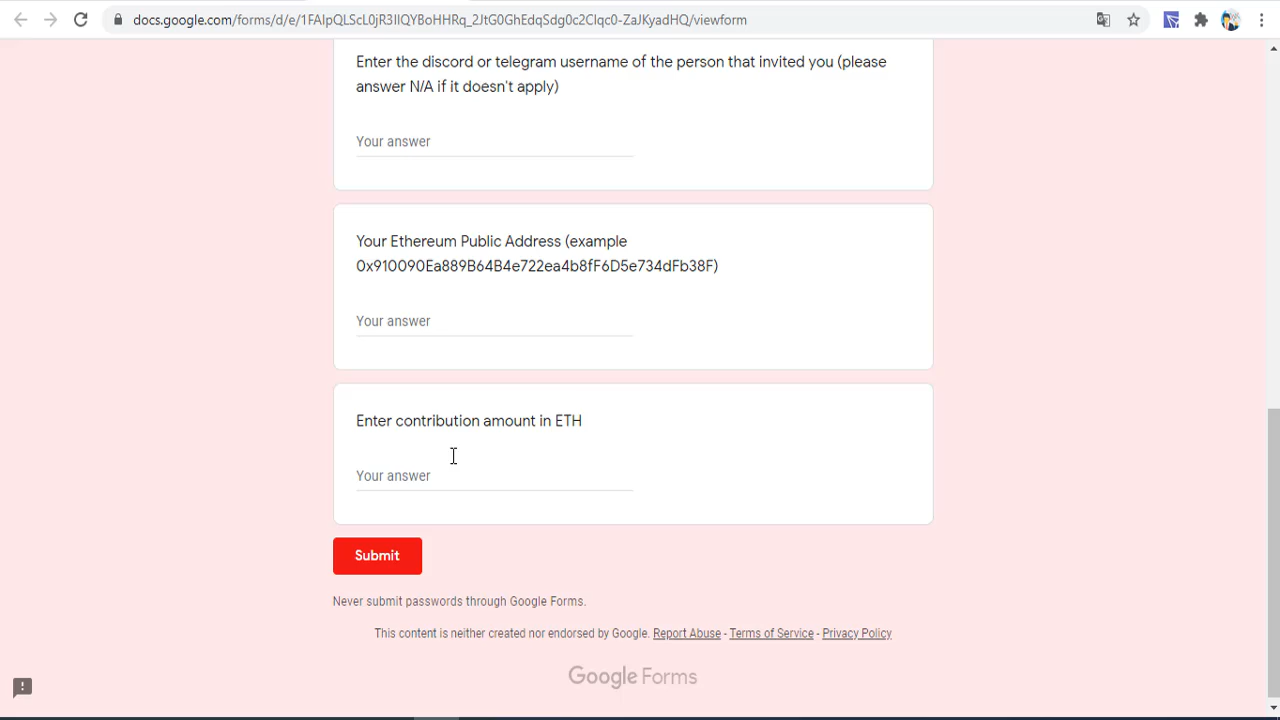 docs.google.com/forms/d/e/1FAIpQLScL0jR3IIQYBoHHRq_2JtG0GhEdqSdg0c2Clqc0-ZaJKyadHQ/viewform
Enter the discord or telegram username of the person that invited you (please
answer N/A if it doesn't apply)
Your answer
Your Ethereum Public Address (example
0x910090Ea889B64B4e722ea4b8fF6D5e734dFb38F)
Your answer
Enter contribution amount in ETH
Your answer
Submit
Never submit passwords through Google Forms.
This content is neither created nor endorsed by Google. Report Abuse - Terms of Service - Privacy Policy
Google Forms